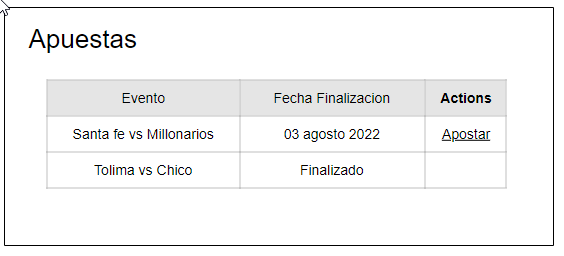 Apuestas
Evento Fecha Finalizacion Actions
Santa fe vs Millonarios 03 agosto 2022 Apostar
Tolima vs Chico Finalizado